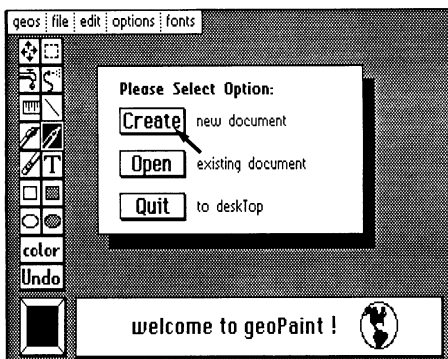 geos file edit options fonts
Please Select Option:
Create new document
Open existing document
Quit to deskTop
T
color
Undo
welcome to geoPaint !